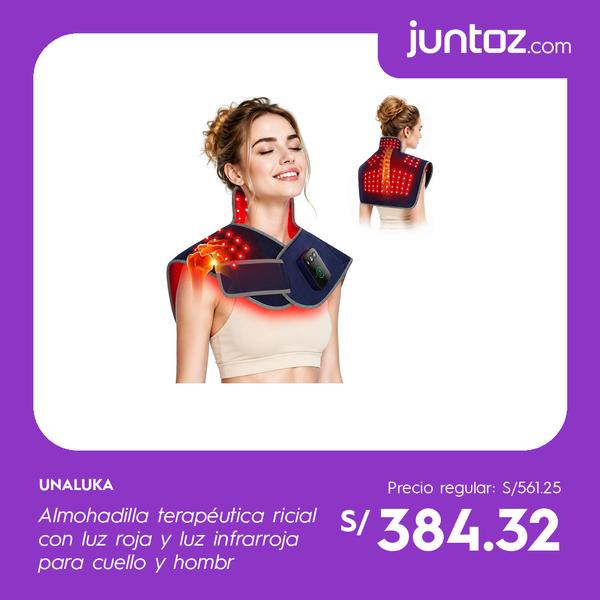 juntoz.com
UNALUKA
Almohadilla terapéutica ricial
con luz roja y luz infrarroja
para cuello y hombr
Precio regular: S/561.25
S/ 384.32